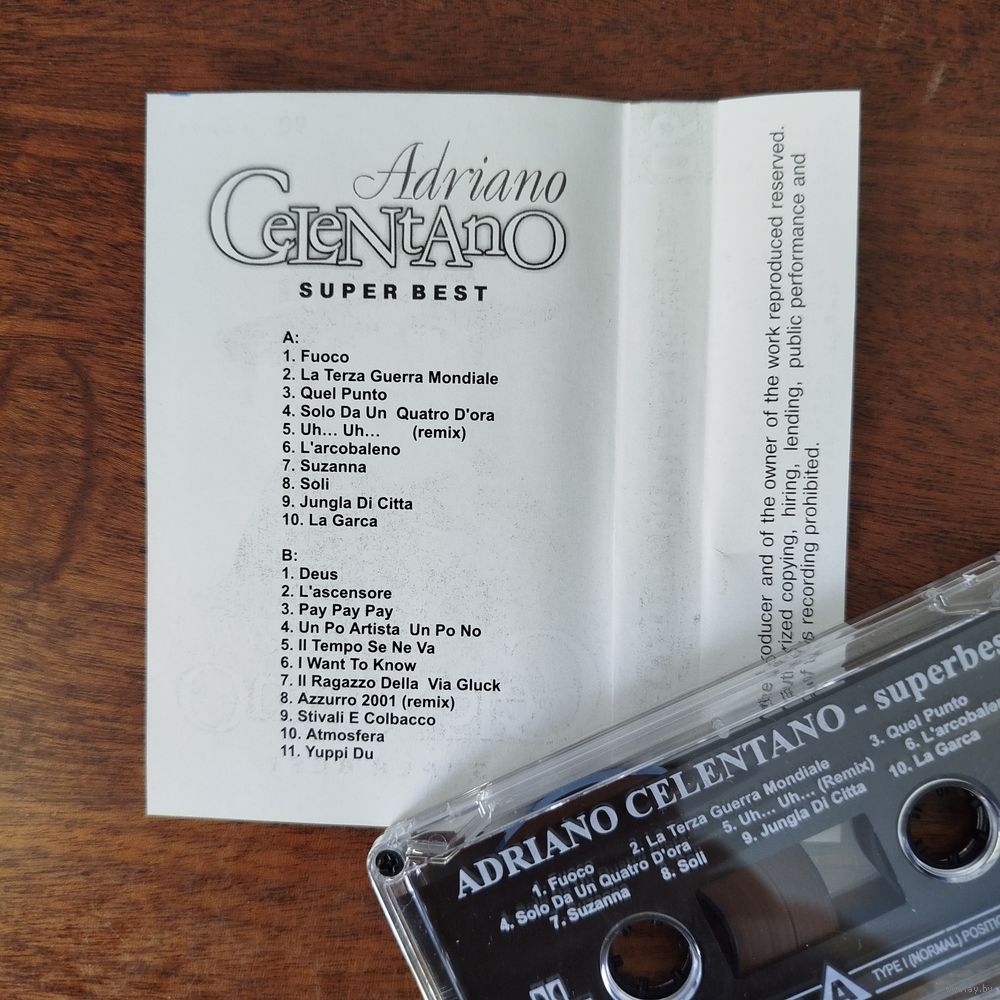 Adriano
CELENTANO
SUPER BEST
A:
1. Fuoco
2. La Terza Guerra Mondiale
3. Quel Punto
4. Solo Da Un Quatro D'ora
5. Uh... Uh... (remix)
6. L'arcobaleno
7. Suzanna
8. Soli
9. Jungla Di Citta
10. La Garca
B:
1. Deus
2. L'ascensore
3. Pay Pay Pay
4. Un Po Artista Un Po No
5. Il Tempo Se Ne Va
6. I Want To Know
7. Il Ragazzo Della Via Gluck
8. Azzurro 2001 (remix)
9. Stivali E Colbacco
10. Atmosfera
11. Yuppi Du
and of the owner of the work reproduced reserved.
copying, hiring, lending, public performance and
recording prohibited.
ADRIANO CELENTANO - superbest
1. Fuoco 2. La Terza Guerra Mondiale 3. Quel Punto
4. Solo Da Un Quatro D'ora 5. Uh... Uh... (Remix) 6. L'arcobaleno
7. Suzanna 8. Soli 9. Jungla Di Citta 10. La Garca
A TYPE I (NORMAL)